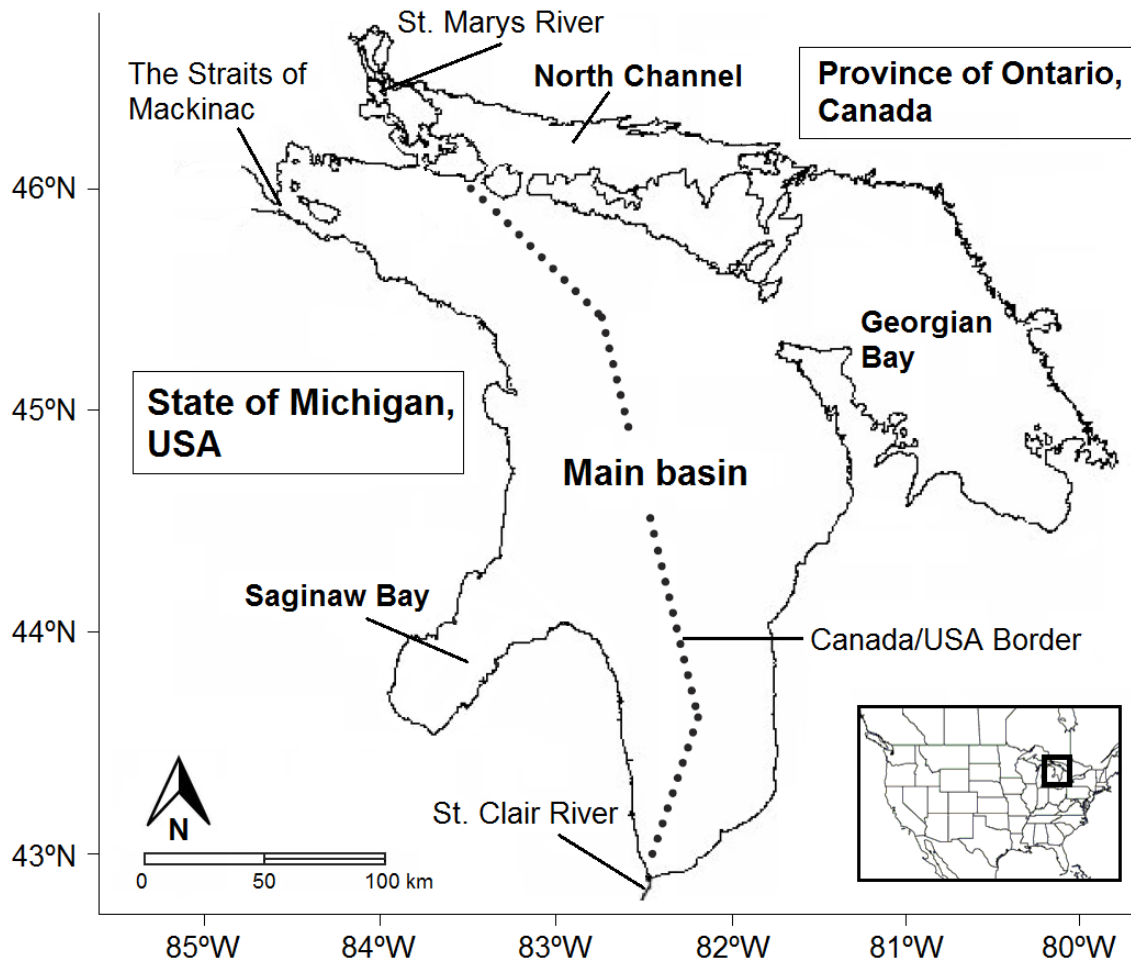 St. Marys River
The Straits of
Mackinac
North Channel
Province of Ontario,
Canada
46ºN
Georgian
Bay
State of Michigan,
USA
45ºN
Main basin
Saginaw Bay
44ºN
Canada/USA Border
N
St. Clair River
43ºN
0 50 100 km
85ºW 84ºW 83ºW 82ºW 81ºW 80ºW